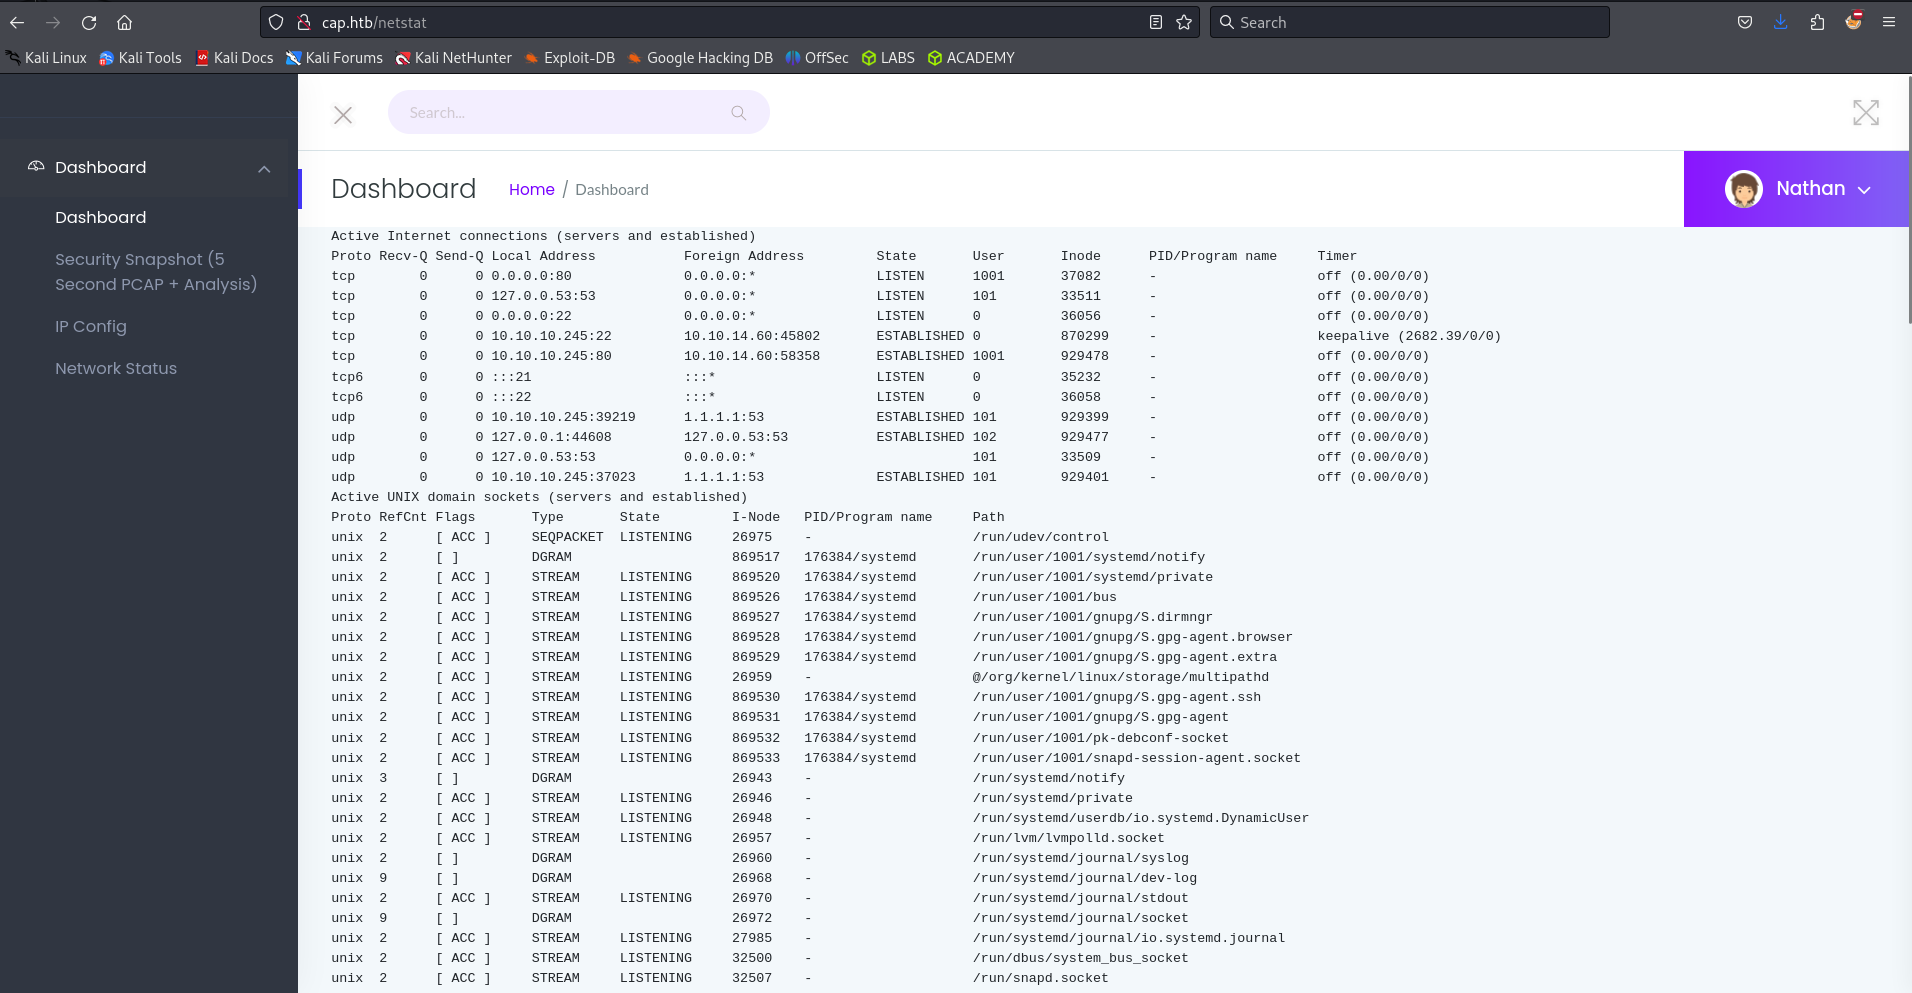 cap.htb/netstat
Search
Kali Linux Kali Tools Kali Docs Kali Forums Kali NetHunter Exploit-DB Google Hacking DB OffSec LABS ACADEMY
Search...
Dashboard
Dashboard
Security Snapshot (5
Second PCAP + Analysis)
IP Config
Network Status
Dashboard Home / Dashboard
Nathan
Active Internet connections (servers and established)
Proto Recv-Q Send-Q Local Address Foreign Address State User Inode PID/Program name Timer
tcp 0 0 0.0.0.0:80 0.0.0.0:* LISTEN 1001 37082 - off (0.00/0/0)
tcp 0 0 127.0.0.53:53 0.0.0.0:* LISTEN 101 33511 - off (0.00/0/0)
tcp 0 0 0.0.0.0:22 0.0.0.0:* LISTEN 0 36056 - off (0.00/0/0)
tcp 0 0 10.10.10.245:22 10.10.14.60:45802 ESTABLISHED 0 870299 - keepalive (2682.39/0/0)
tcp 0 0 10.10.10.245:80 10.10.14.60:58358 ESTABLISHED 1001 929478 - off (0.00/0/0)
tcp6 0 0 :::21 :::* LISTEN 0 35232 - off (0.00/0/0)
tcp6 0 0 :::22 :::* LISTEN 0 36058 - off (0.00/0/0)
udp 0 0 10.10.10.245:39219 1.1.1.1:53 ESTABLISHED 101 929399 - off (0.00/0/0)
udp 0 0 127.0.0.1:44608 127.0.0.53:53 ESTABLISHED 102 929477 - off (0.00/0/0)
udp 0 0 127.0.0.53:53 0.0.0.0:* 101 33509 - off (0.00/0/0)
udp 0 0 10.10.10.245:37023 1.1.1.1:53 ESTABLISHED 101 929401 - off (0.00/0/0)
Active UNIX domain sockets (servers and established)
Proto RefCnt Flags Type State I-Node PID/Program name Path
unix 2 [ ACC ] SEQPACKET LISTENING 26975 - /run/udev/control
unix 2 [ ] DGRAM 869517 176384/systemd /run/user/1001/systemd/notify
unix 2 [ ACC ] STREAM LISTENING 869520 176384/systemd /run/user/1001/systemd/private
unix 2 [ ACC ] STREAM LISTENING 869526 176384/systemd /run/user/1001/bus
unix 2 [ ACC ] STREAM LISTENING 869527 176384/systemd /run/user/1001/gnupg/S.dirmngr
unix 2 [ ACC ] STREAM LISTENING 869528 176384/systemd /run/user/1001/gnupg/S.gpg-agent.browser
unix 2 [ ACC ] STREAM LISTENING 869529 176384/systemd /run/user/1001/gnupg/S.gpg-agent.extra
unix 2 [ ACC ] STREAM LISTENING 26959 - @/org/kernel/linux/storage/multipathd
unix 2 [ ACC ] STREAM LISTENING 869530 176384/systemd /run/user/1001/gnupg/S.gpg-agent.ssh
unix 2 [ ACC ] STREAM LISTENING 869531 176384/systemd /run/user/1001/gnupg/S.gpg-agent
unix 2 [ ACC ] STREAM LISTENING 869532 176384/systemd /run/user/1001/pk-debconf-socket
unix 2 [ ACC ] STREAM LISTENING 869533 176384/systemd /run/user/1001/snapd-session-agent.socket
unix 3 [ ] DGRAM 26943 - /run/systemd/notify
unix 2 [ ACC ] STREAM LISTENING 26946 - /run/systemd/private
unix 2 [ ACC ] STREAM LISTENING 26948 - /run/systemd/userdb/io.systemd.DynamicUser
unix 2 [ ACC ] STREAM LISTENING 26957 - /run/lvm/lvmpolld.socket
unix 2 [ ] DGRAM 26960 - /run/systemd/journal/syslog
unix 9 [ ] DGRAM 26968 - /run/systemd/journal/dev-log
unix 2 [ ACC ] STREAM LISTENING 26970 - /run/systemd/journal/stdout
unix 9 [ ] DGRAM 26972 - /run/systemd/journal/socket
unix 2 [ ACC ] STREAM LISTENING 27985 - /run/systemd/journal/io.systemd.journal
unix 2 [ ACC ] STREAM LISTENING 32500 - /run/dbus/system_bus_socket
unix 2 [ ACC ] STREAM LISTENING 32507 - /run/snapd.socket